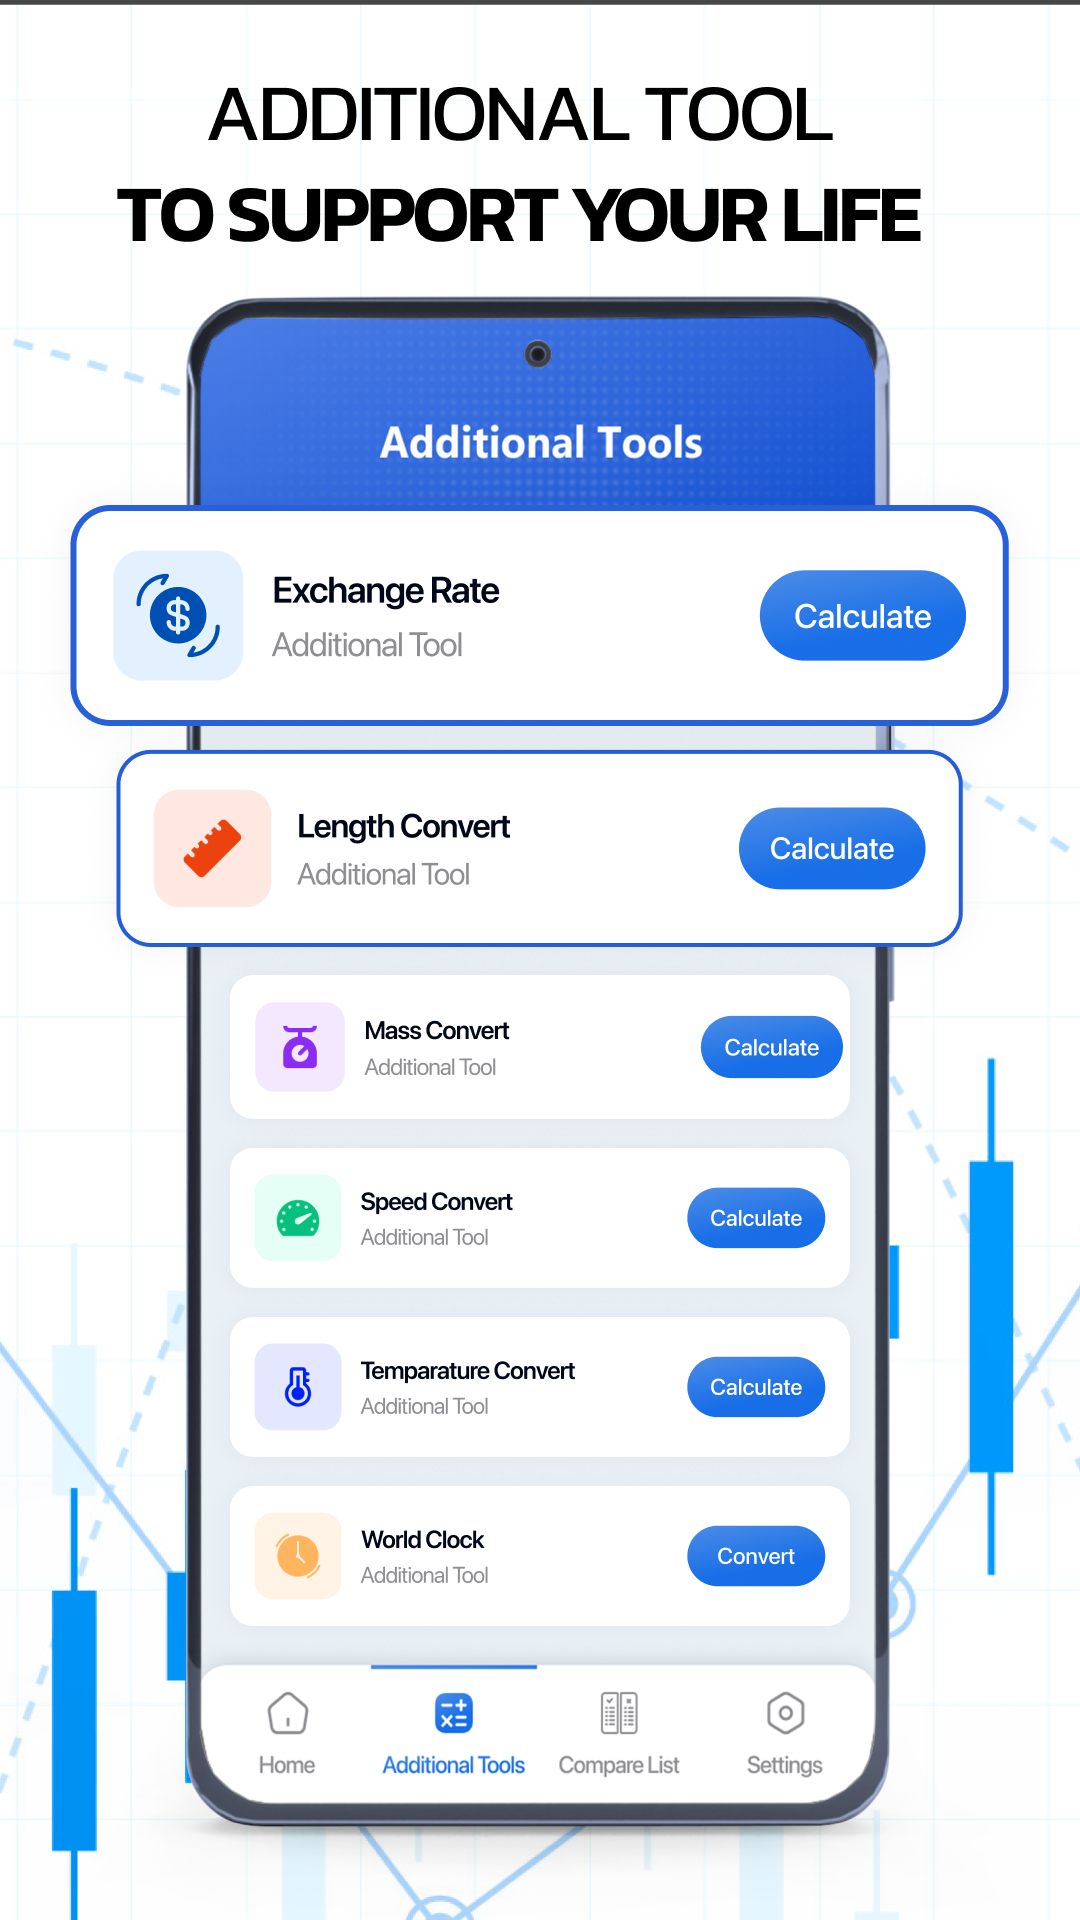 ADDITIONAL TOOL
TO SUPPORT YOUR LIFE
Additional Tools
Exchange Rate
Additional Tool
Calculate
Length Convert
Additional Tool
Calculate
Mass Convert
Additional Tool
Calculate
Speed Convert
Additional Tool
Calculate
Temparature Convert
Additional Tool
Calculate
World Clock
Additional Tool
Convert
Home
Additional Tools
Compare List
Settings